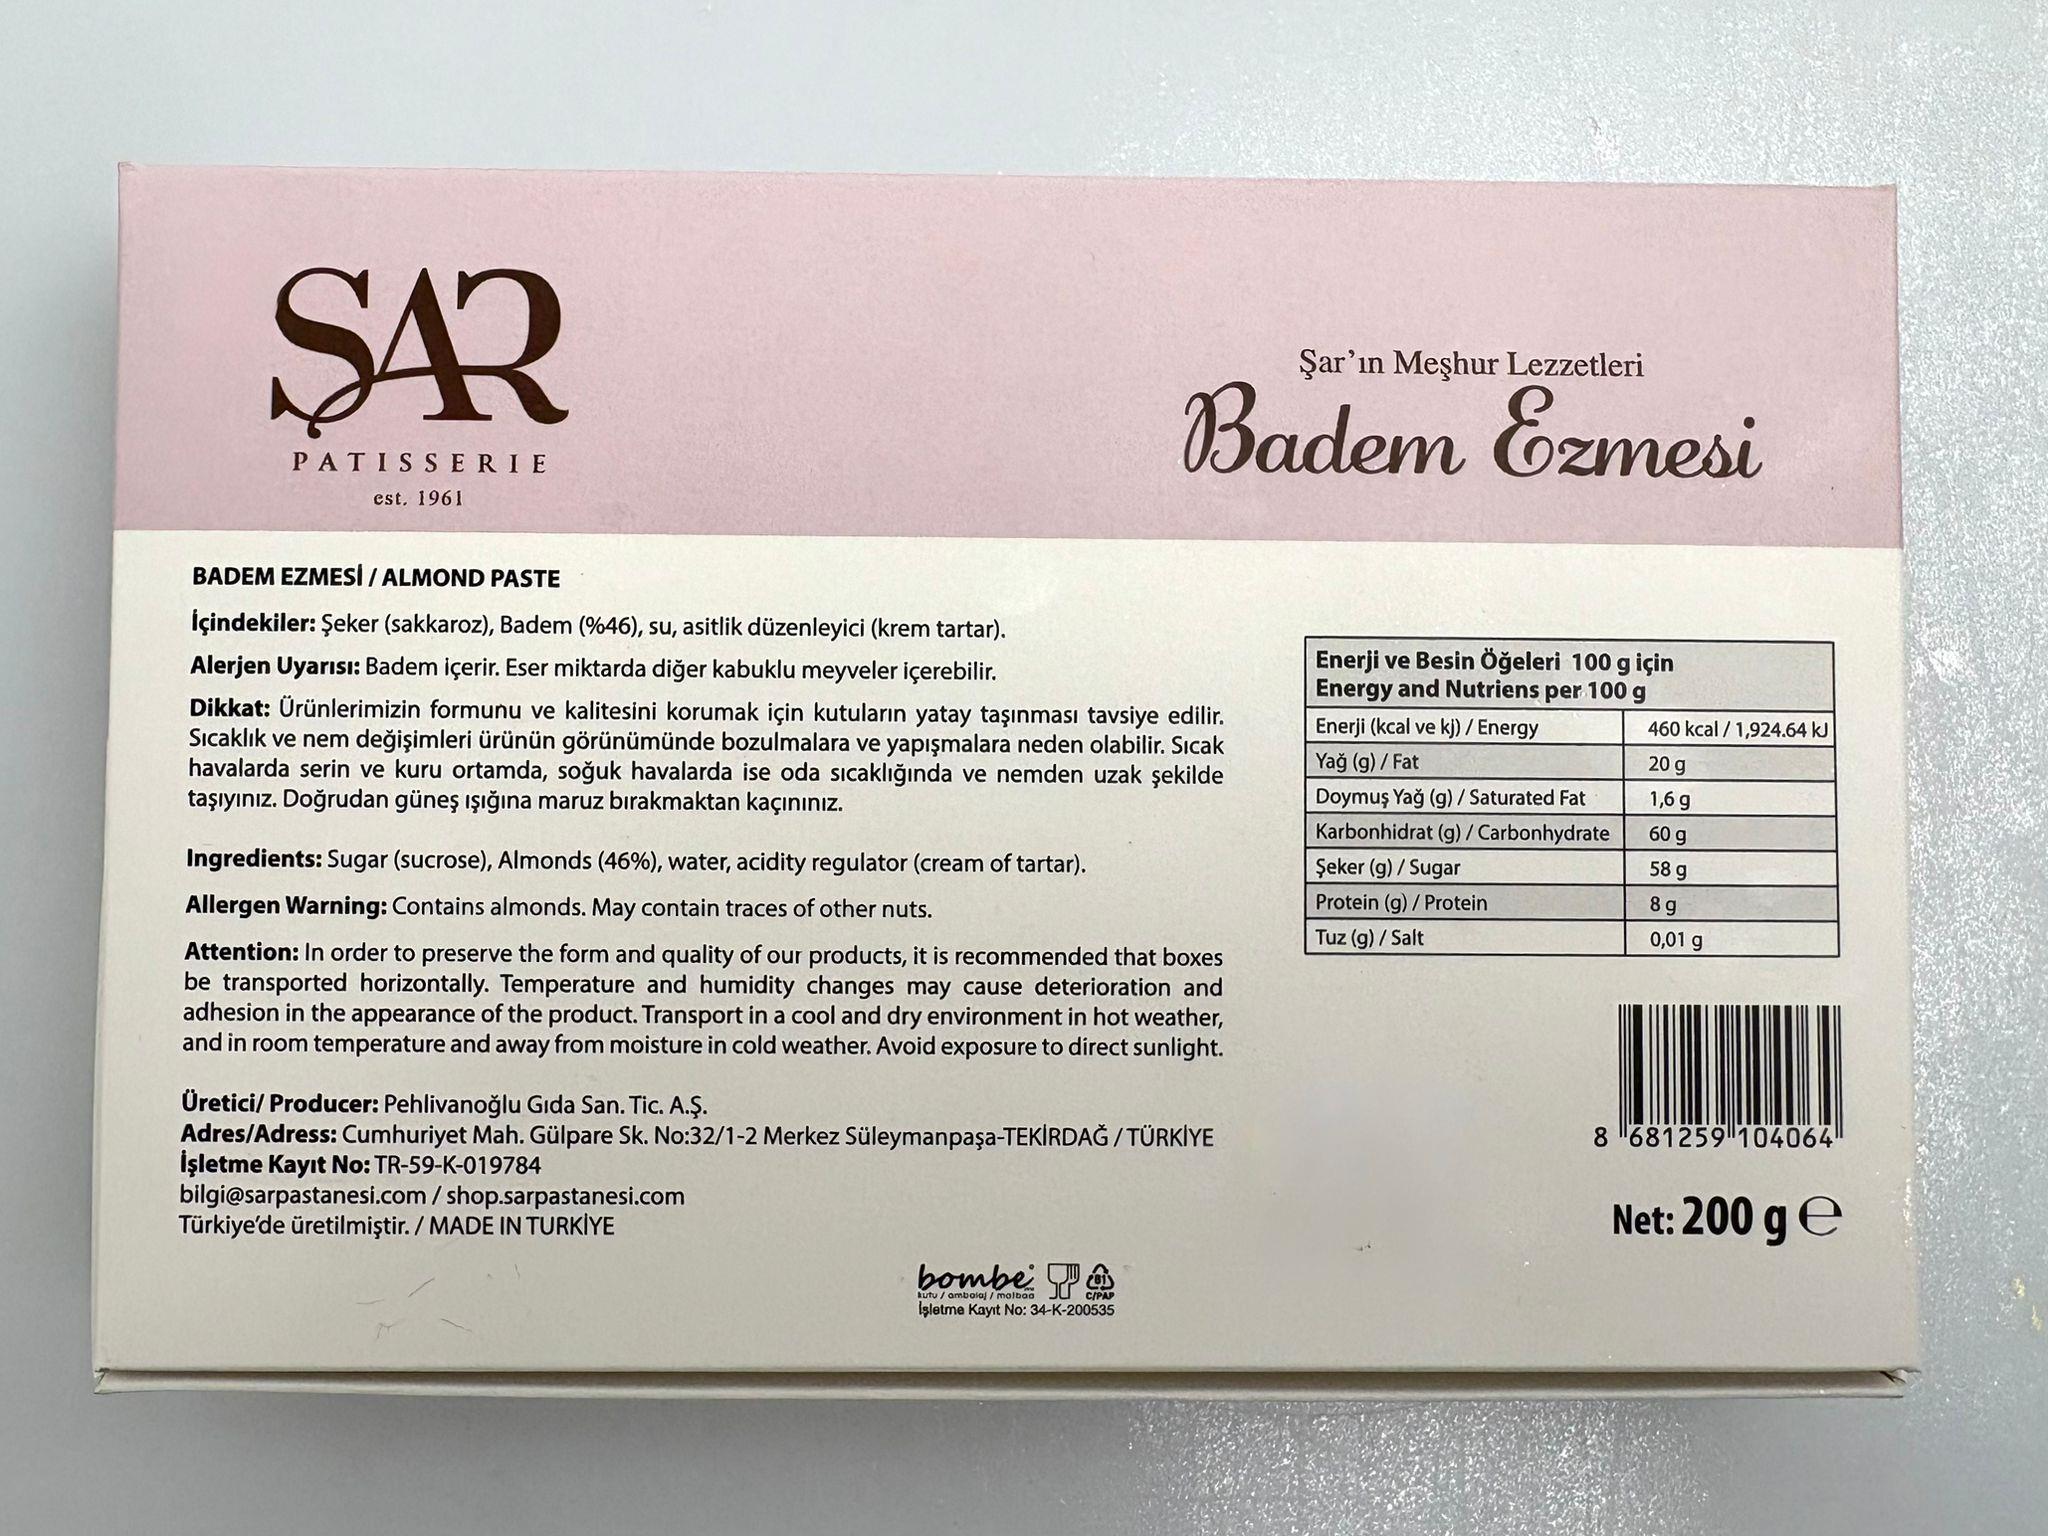 ŞAR
PATISSERIE
est. 1961
Şar'ın Meşhur Lezzetleri
Badem Ezmesi
BADEM EZMESİ / ALMOND PASTE
İçindekiler: Şeker (sakkaroz), Badem (%46), su, asitlik düzenleyici (krem tartar).
Alerjen Uyarısı: Badem içerir. Eser miktarda diğer kabuklu meyveler içerebilir.
Dikkat: Ürünlerimizin formunu ve kalitesini korumak için kutuların yatay taşınması tavsiye edilir.
Sıcaklık ve nem değişimleri ürünün görünümünde bozulmalara ve yapışmalara neden olabilir. Sıcak
havalarda serin ve kuru ortamda, soğuk havalarda ise oda sıcaklığında ve nemden uzak şekilde
taşıyınız. Doğrudan güneş ışığına maruz bırakmaktan kaçınınız.
Ingredients: Sugar (sucrose), Almonds (46%), water, acidity regulator (cream of tartar).
Allergen Warning: Contains almonds. May contain traces of other nuts.
Attention: In order to preserve the form and quality of our products, it is recommended that boxes
be transported horizontally. Temperature and humidity changes may cause deterioration and
adhesion in the appearance of the product. Transport in a cool and dry environment in hot weather,
and in room temperature and away from moisture in cold weather. Avoid exposure to direct sunlight.
Üretici/ Producer: Pehlivanoğlu Gıda San. Tic. A.Ş.
Adres/Adress: Cumhuriyet Mah. Gülpare Sk. No:32/1-2 Merkez Süleymanpaşa-TEKİRDAĞ / TÜRKİYE
İşletme Kayıt No: TR-59-K-019784
bilgi@sarpastanesi.com / shop.sarpastanesi.com
Türkiye'de üretilmiştir. / MADE IN TURKİYE
Enerji ve Besin Öğeleri 100 g için
Energy and Nutriens per 100 g
Enerji (kcal ve kj) / Energy 460 kcal / 1,924.64 kJ
Yağ (g) / Fat 20 g
Doymuş Yağ (g) / Saturated Fat 1,6 g
Karbonhidrat (g) / Carbonhydrate 60 g
Şeker (g) / Sugar 58 g
Protein (g) / Protein 8 g
Tuz (g) / Salt 0,01 g
8 681259 104064
Net: 200 g ℮
bombe
kutu / ambalaj / matbaa
81
C/PAP
İşletme Kayıt No: 34-K-200535